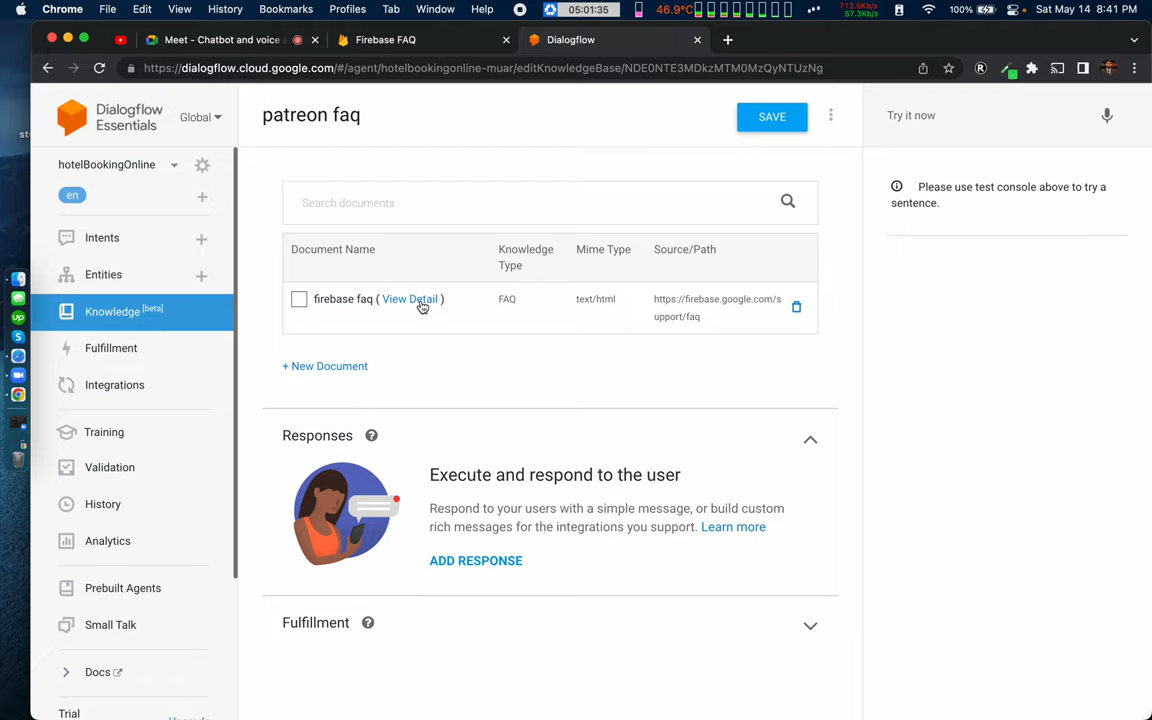 Chrome File Edit View History Bookmarks Profiles Tab Window Help 05:01:35 46.9°C 712.5Kb/s 57.3Kb/s 100% Sat May 14 8:41 PM
Meet - Chatbot and voice
Firebase FAQ
Dialogflow
https://dialogflow.cloud.google.com/#/agent/hotelbookingonline-muar/editKnowledgeBase/NDE0NTE3MDkzMTM0MzQyNTUzNg
Dialogflow
Essentials
Global
hotelBookingOnline
en
Intents
Entities
Knowledge [beta]
Fulfillment
Integrations
Training
Validation
History
Analytics
Prebuilt Agents
Small Talk
Docs
Trial
patreon faq
SAVE
Search documents
Document Name
Knowledge
Type
Mime Type
Source/Path
firebase faq ( View Detail )
FAQ
text/html
https://firebase.google.com/s
upport/faq
+ New Document
Responses
Execute and respond to the user
Respond to your users with a simple message, or build custom
rich messages for the integrations you support. Learn more
ADD RESPONSE
Fulfillment
Try it now
Please use test console above to try a
sentence.